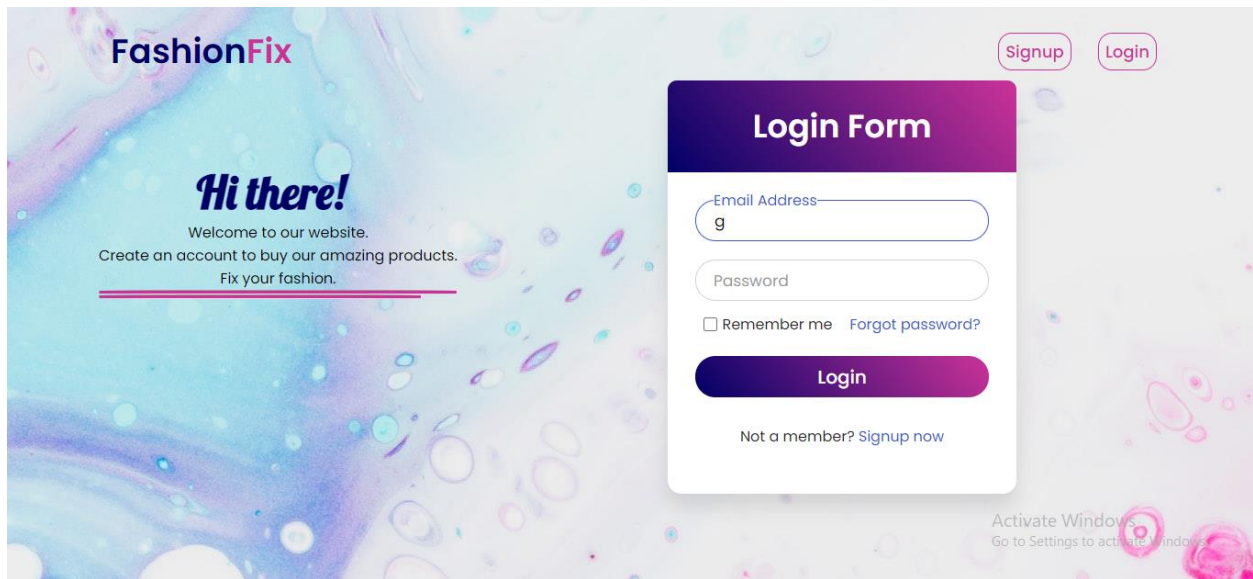 FashionFix
Signup
Login
Login Form
Hi there!
Welcome to our website.
Create an account to buy our amazing products.
Fix your fashion.
Email Address
g
Password
Remember me Forgot password?
Login
Not a member? Signup now
Activate Windows
Go to Settings to activate Windows.